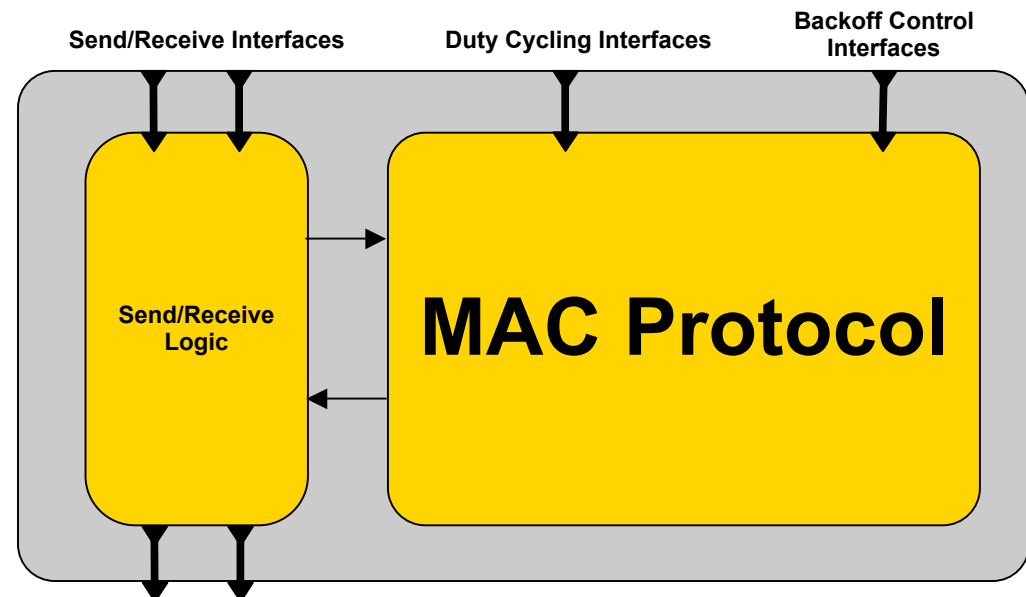 Send/Receive Interfaces
Duty Cycling Interfaces
Backoff Control
Interfaces
Send/Receive
Logic
MAC Protocol